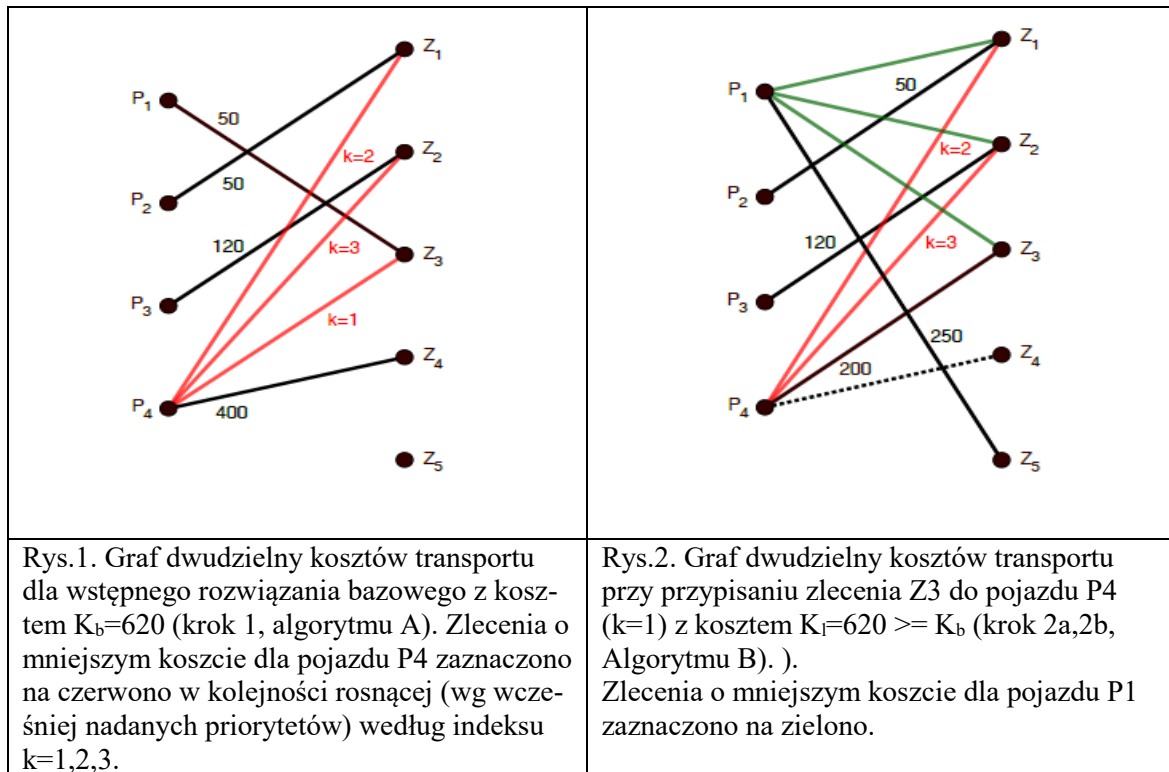 Z1
P1
50
k=2
Z2
P2
50
120
k=3
Z3
P3
k=1
Z4
P4
400
Z5
Z1
P1
50
k=2
Z2
P2
120
k=3
Z3
P3
250
200
Z4
P4
Z5
Rys.1. Graf dwudzielny kosztów transportu
dla wstępnego rozwiązania bazowego z kosz-
tem Kb=620 (krok 1, algorytmu A). Zlecenia o
mniejszym koszcie dla pojazdu P4 zaznaczono
na czerwono w kolejności rosnącej (wg wcze-
śniej nadanych priorytetów) według indeksu
k=1,2,3.
Rys.2. Graf dwudzielny kosztów transportu
przy przypisaniu zlecenia Z3 do pojazdu P4
(k=1) z kosztem Kl=620 >= Kb (krok 2a,2b,
Algorytmu B). ).
Zlecenia o mniejszym koszcie dla pojazdu P1
zaznaczono na zielono.